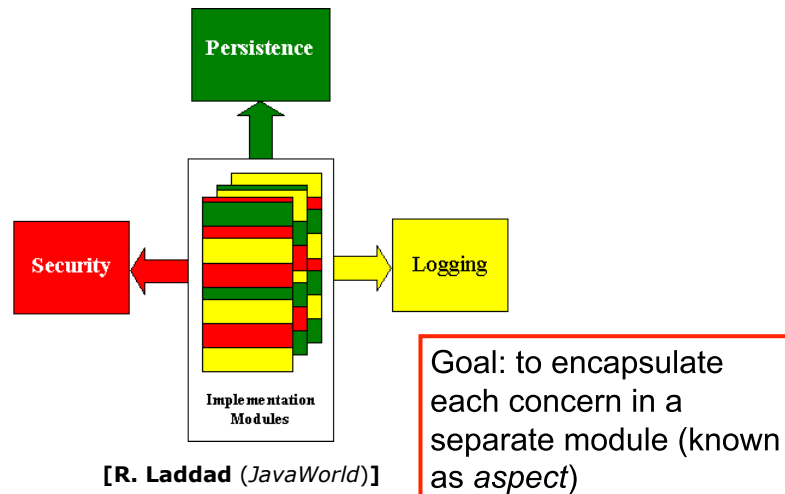 Persistence
Security
Logging
Implementation
Modules
[R. Laddad (JavaWorld)]
Goal: to encapsulate
each concern in a
separate module (known
as aspect)